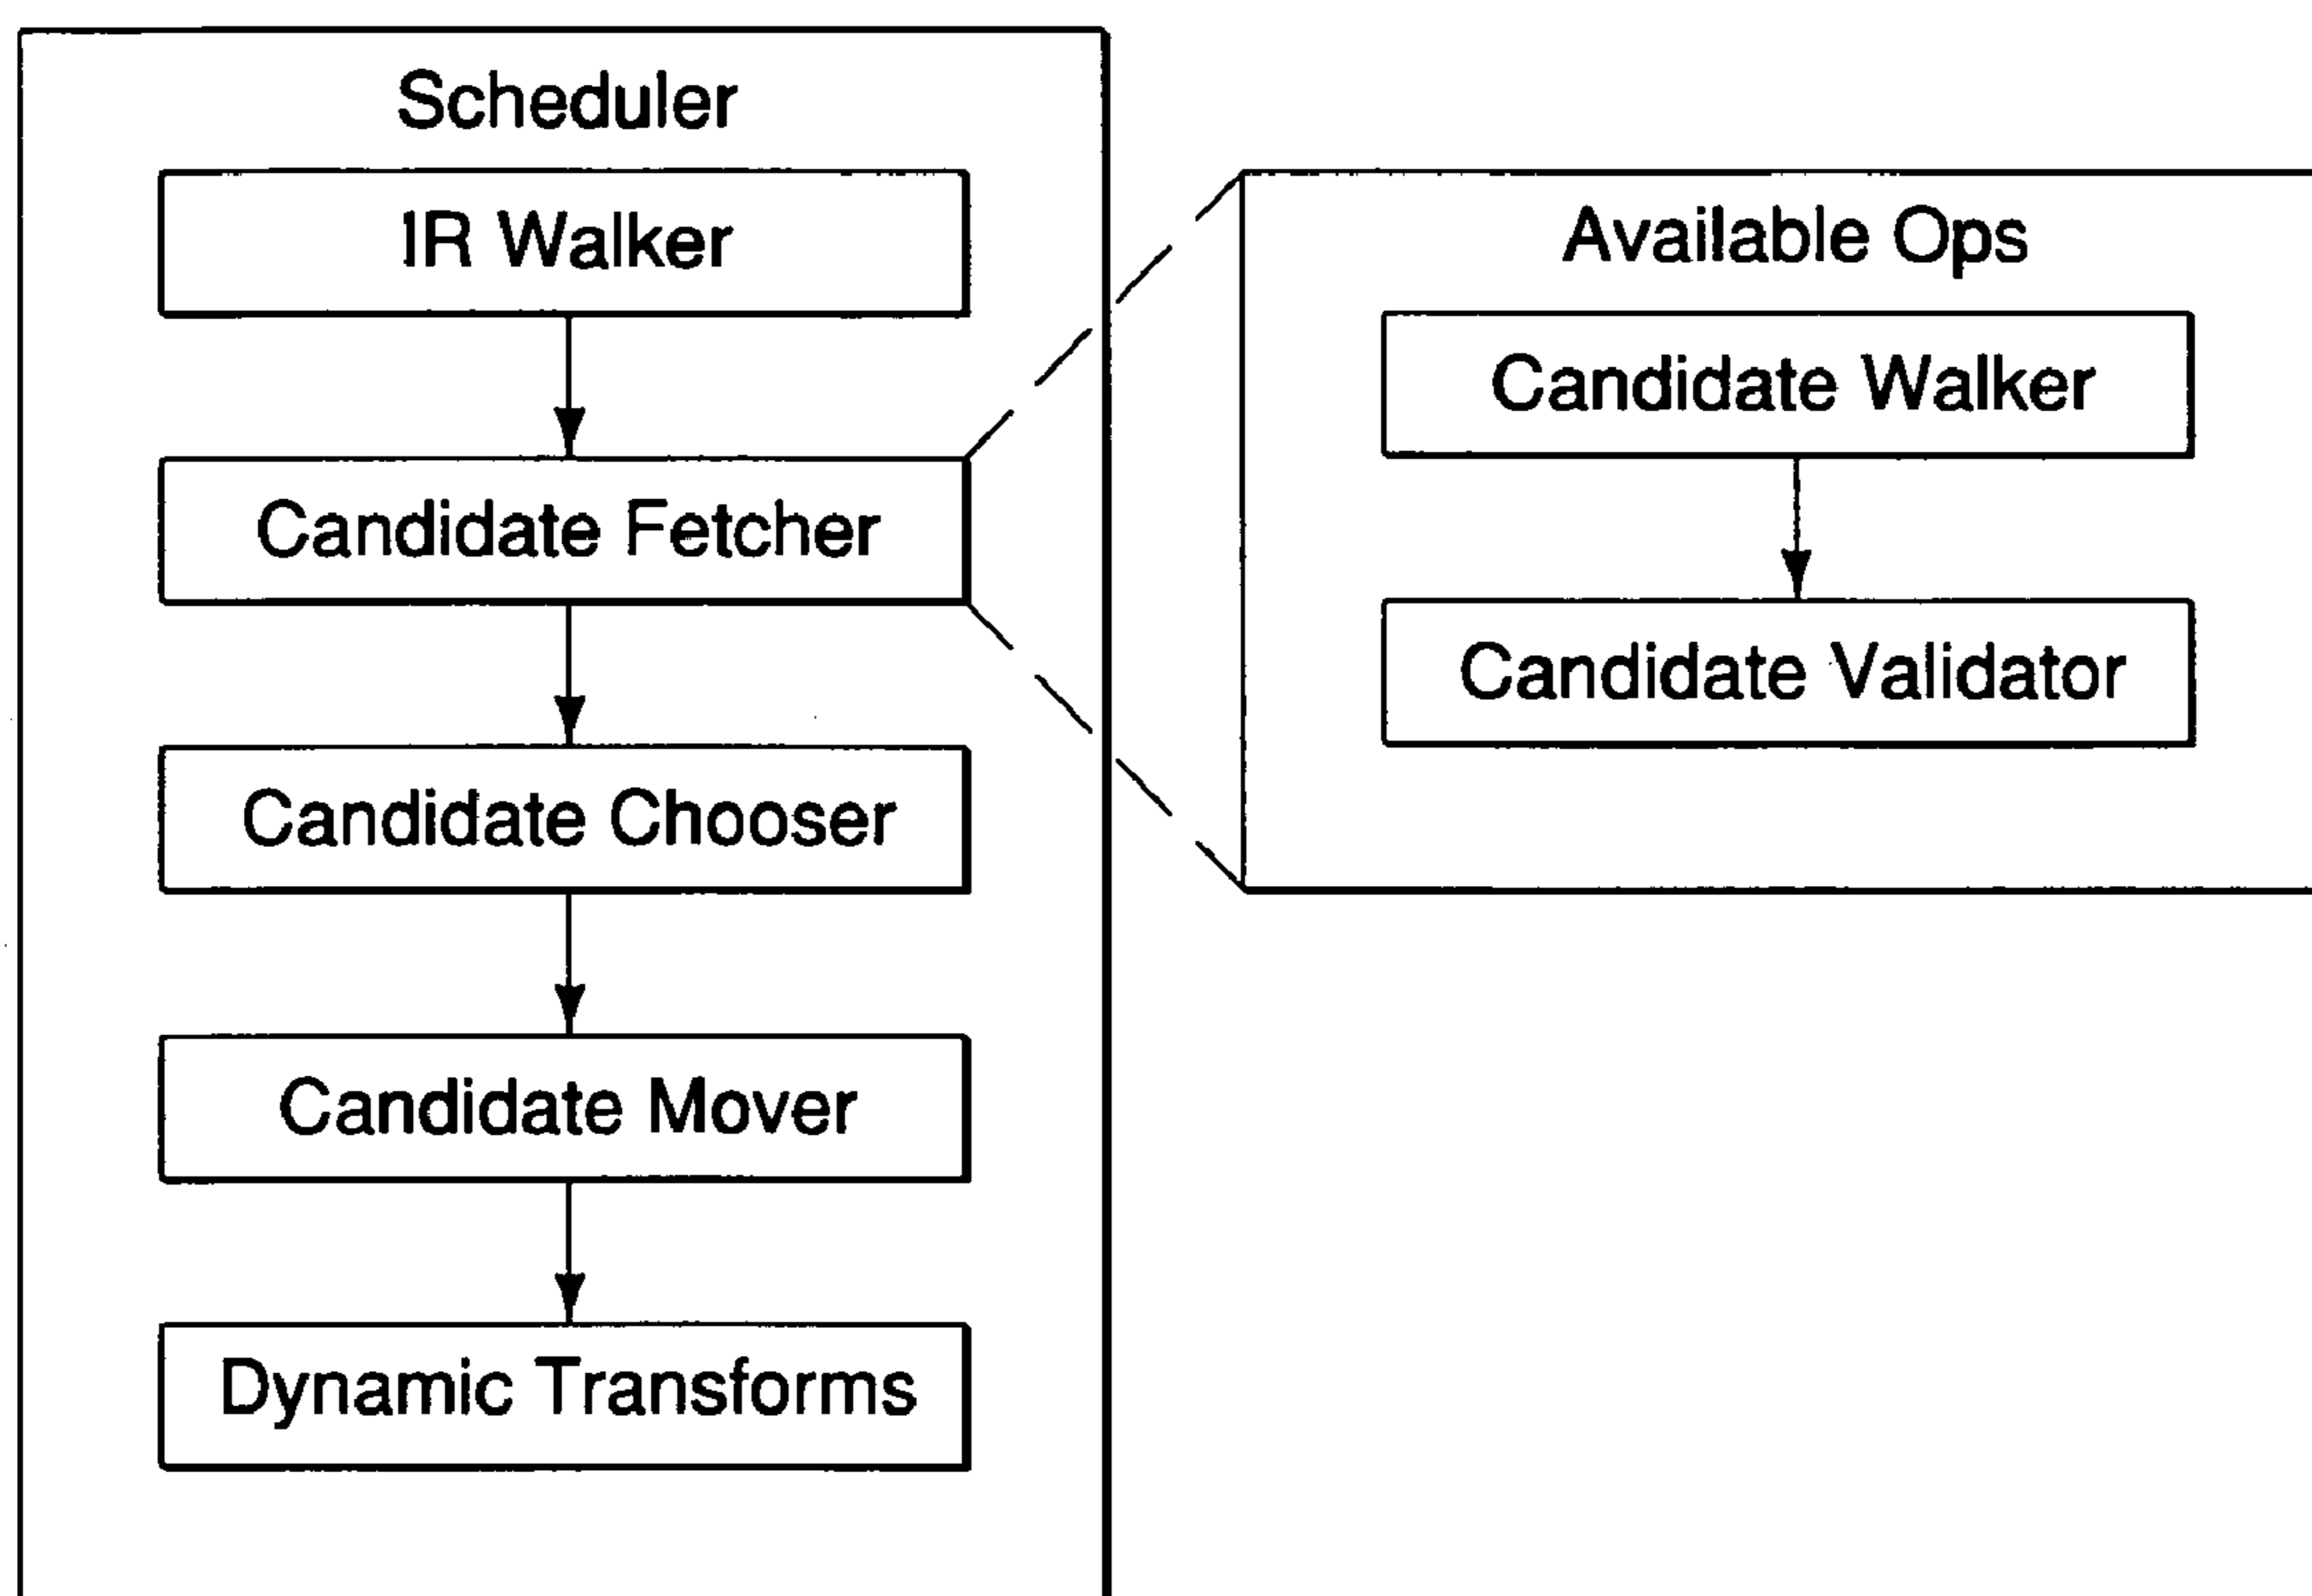 Scheduler
IR Walker
Candidate Fetcher
Candidate Chooser
Candidate Mover
Dynamic Transforms
Available Ops
Candidate Walker
Candidate Validator